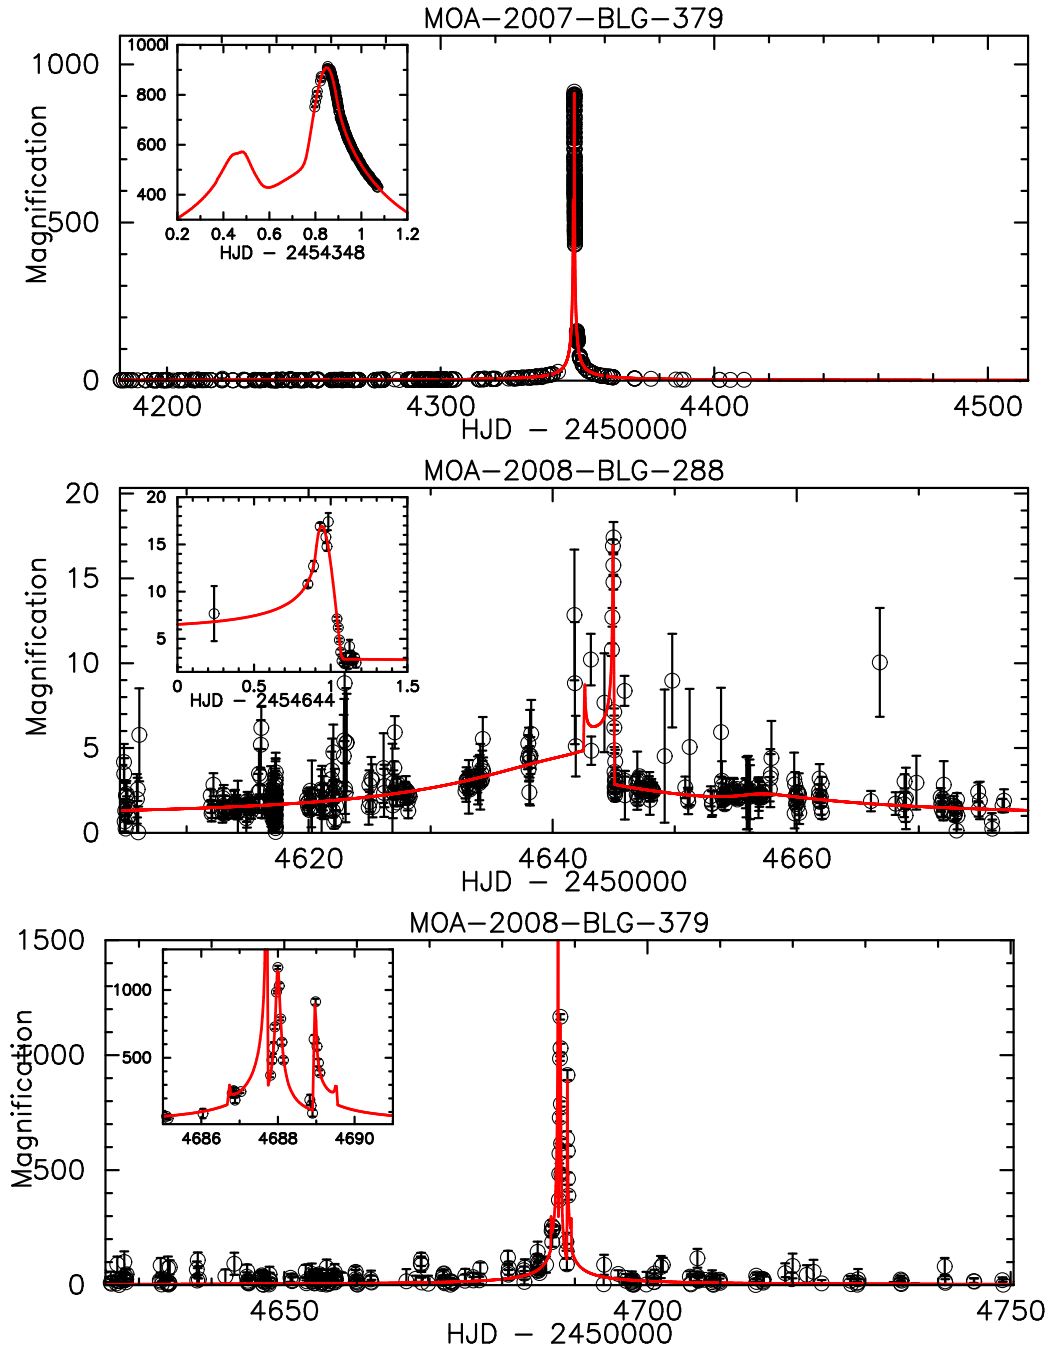 MOA-2007-BLG-379
Magnification
1000
500
0
1000
800
600
400
0.2 0.4 0.6 0.8 1 1.2
HJD - 2454348
4200 4300 4400 4500
HJD - 2450000
MOA-2008-BLG-288
Magnification
20
15
10
5
0
20
15
10
5
0 0.5 1 1.5
HJD - 2454644
4620 4640 4660
HJD - 2450000
MOA-2008-BLG-379
Magnification
1500
1000
500
0
1000
500
4686 4688 4690
4650 4700 4750
HJD - 2450000